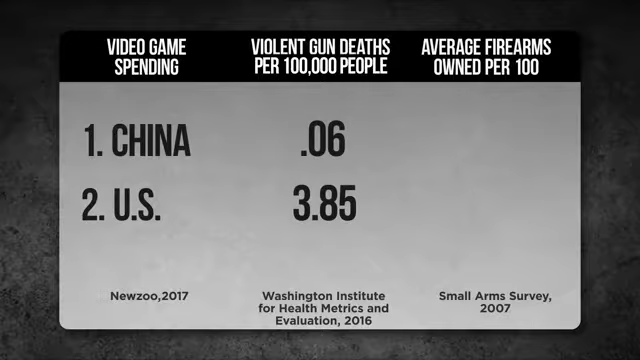 VIDEO GAME
SPENDING
VIOLENT GUN DEATHS
PER 100,000 PEOPLE
AVERAGE FIREARMS
OWNED PER 100
1. CHINA
.06
2. U.S.
3.85
Newzoo,2017
Washington Institute
for Health Metrics and
Evaluation, 2016
Small Arms Survey,
2007